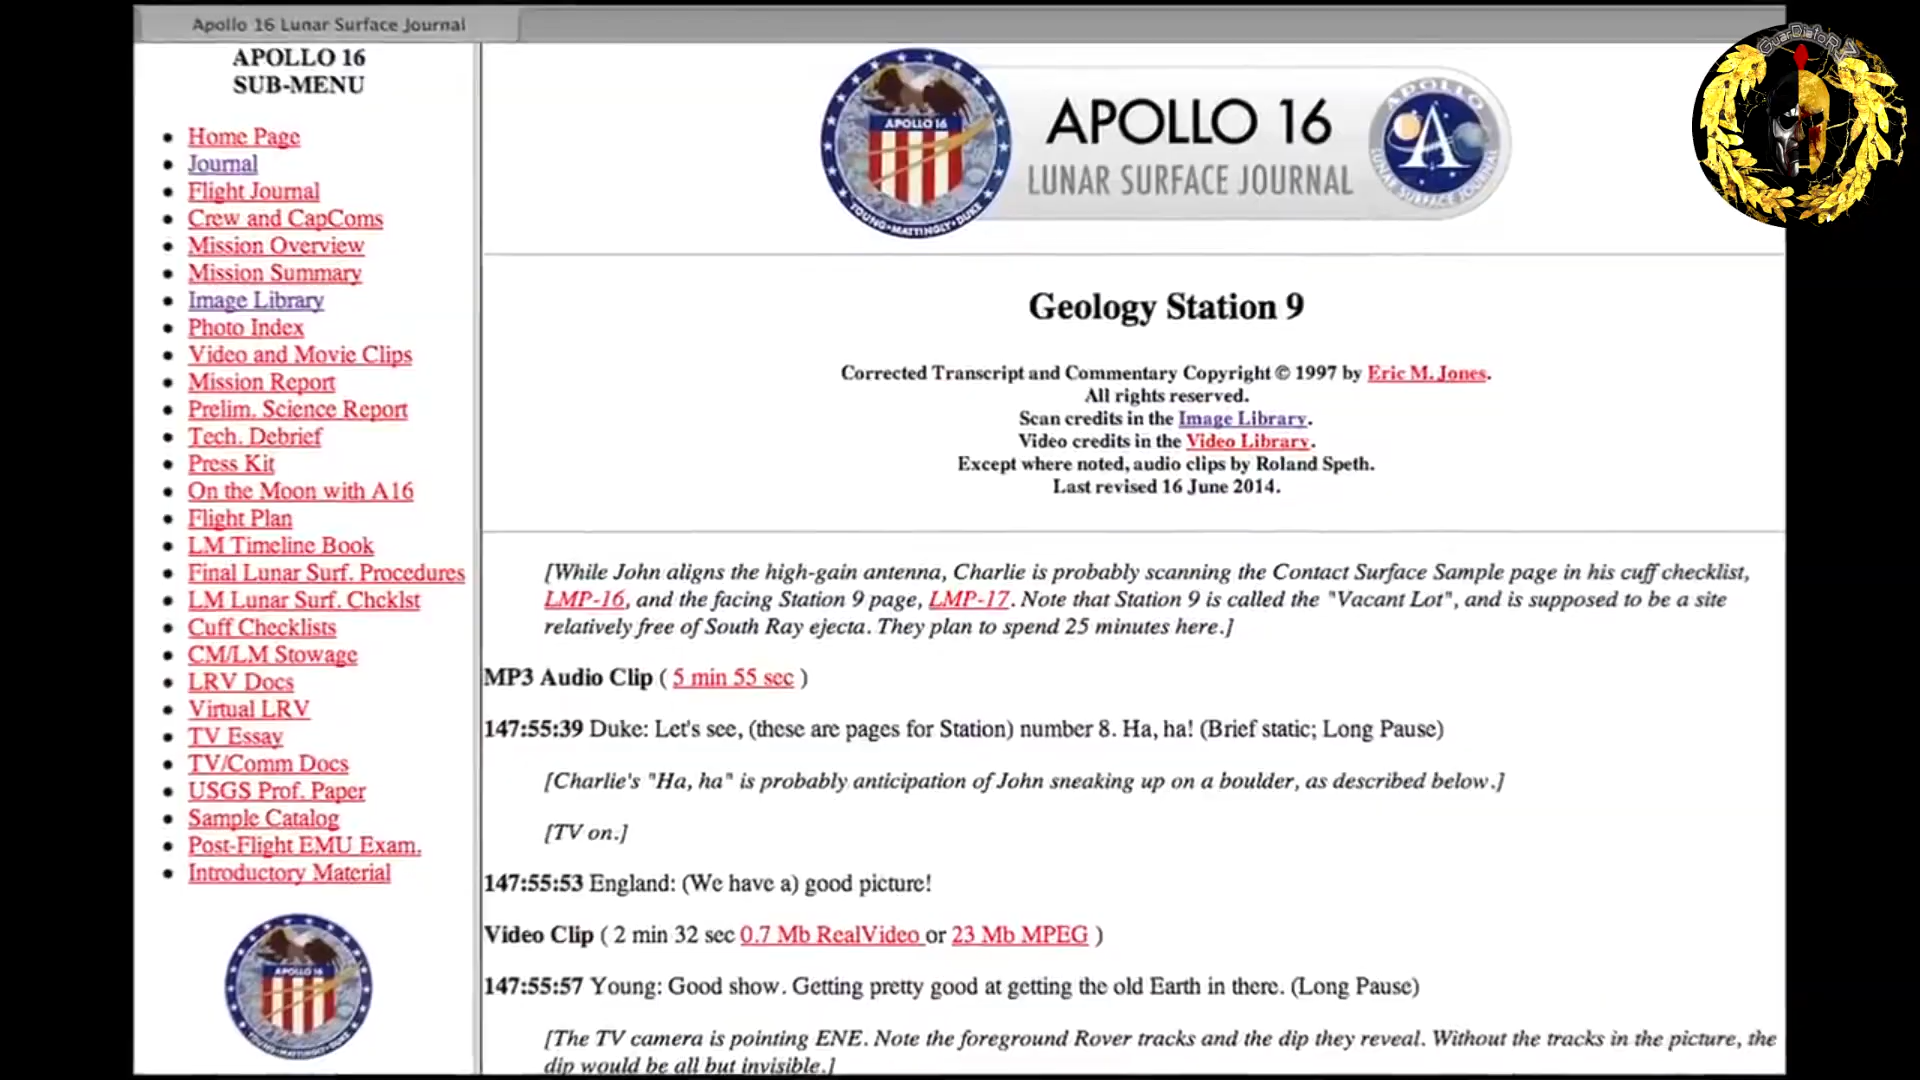 Apollo 16 Lunar Surface Journal
APOLLO 16
SUB-MENU
Home Page
Journal
Flight Journal
Crew and CapComs
Mission Overview
Mission Summary
Image Library
Photo Index
Video and Movie Clips
Mission Report
Prelim. Science Report
Tech. Debrief
Press Kit
On the Moon with A16
Flight Plan
LM Timeline Book
Final Lunar Surf. Procedures
LM Lunar Surf. Chcklst
Cuff Checklists
CM/LM Stowage
LRV Docs
Virtual LRV
TV Essay
TV/Comm Docs
USGS Prof. Paper
Sample Catalog
Post-Flight EMU Exam.
Introductory Material
APOLLO 16
YOUNG•MATTINGLY•DUKE
APOLLO 16
YOUNG•MATTINGLY•DUKE
APOLLO 16
LUNAR SURFACE JOURNAL
APOLLO
A
LUNAR SURFACE JOURNAL
Geology Station 9
Corrected Transcript and Commentary Copyright © 1997 by Eric M. Jones.
All rights reserved.
Scan credits in the Image Library.
Video credits in the Video Library.
Except where noted, audio clips by Roland Speth.
Last revised 16 June 2014.
[While John aligns the high-gain antenna, Charlie is probably scanning the Contact Surface Sample page in his cuff checklist,
LMP-16, and the facing Station 9 page, LMP-17. Note that Station 9 is called the "Vacant Lot", and is supposed to be a site
relatively free of South Ray ejecta. They plan to spend 25 minutes here.]
MP3 Audio Clip ( 5 min 55 sec )
147:55:39 Duke: Let's see, (these are pages for Station) number 8. Ha, ha! (Brief static; Long Pause)
[Charlie's "Ha, ha" is probably anticipation of John sneaking up on a boulder, as described below.]
[TV on.]
147:55:53 England: (We have a) good picture!
Video Clip ( 2 min 32 sec 0.7 Mb RealVideo or 23 Mb MPEG )
147:55:57 Young: Good show. Getting pretty good at getting the old Earth in there. (Long Pause)
[The TV camera is pointing ENE. Note the foreground Rover tracks and the dip they reveal. Without the tracks in the picture, the
dip would be all but invisible.]